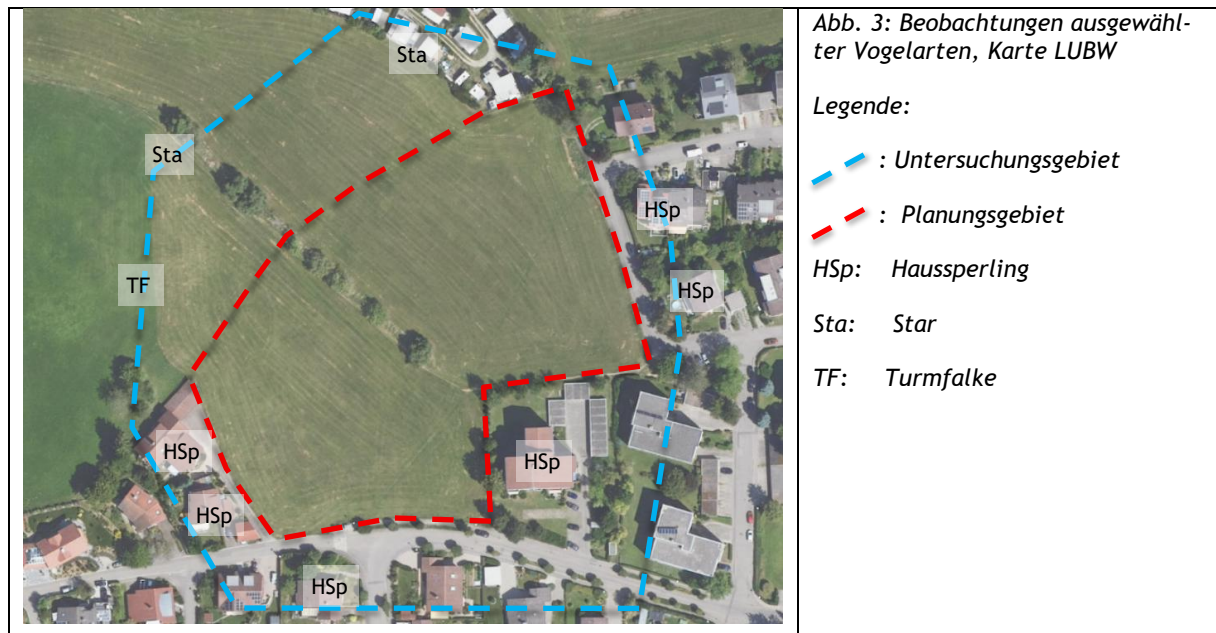 Sta
Sta
TF
HSp
HSp
HSp
HSp
HSp
HSp
Abb. 3: Beobachtungen ausgewähl-
ter Vogelarten, Karte LUBW
Legende:
: Untersuchungsgebiet
: Planungsgebiet
HSp: Haussperling
Sta: Star
TF: Turmfalke